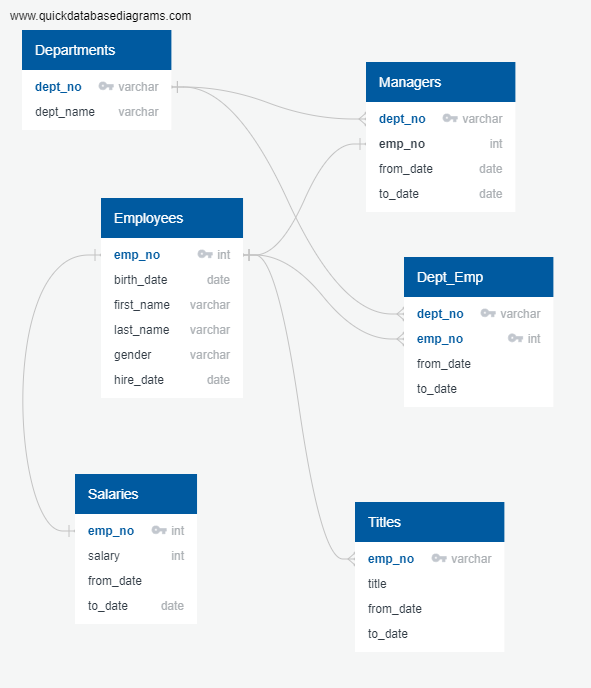 www.quickdatabasediagrams.com
Departments
dept_no varchar
dept_name varchar
Managers
dept_no varchar
emp_no int
from_date date
to_date date
Employees
emp_no int
birth_date date
first_name varchar
last_name varchar
gender varchar
hire_date date
Dept_Emp
dept_no varchar
emp_no int
from_date
to_date
Salaries
emp_no int
salary int
from_date
to_date date
Titles
emp_no varchar
title
from_date
to_date